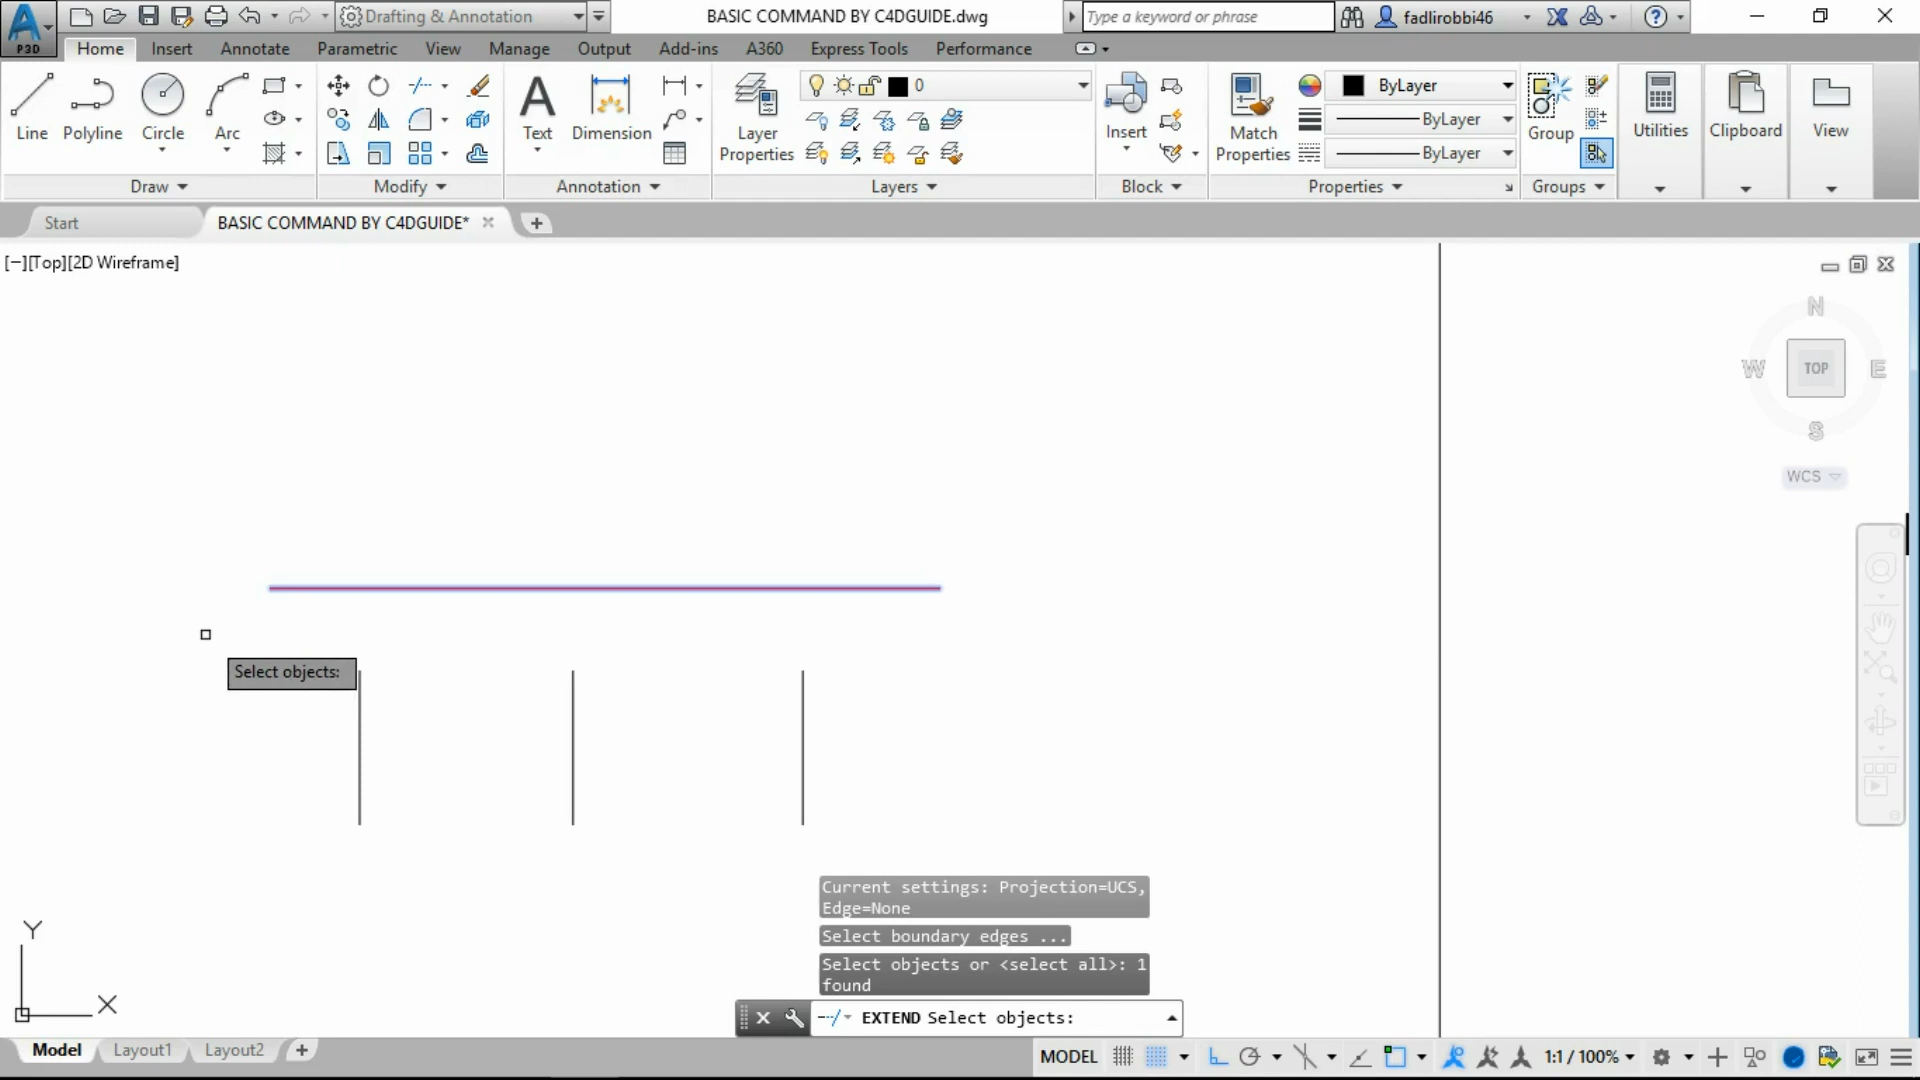 Drafting & Annotation
BASIC COMMAND BY C4DGUIDE.dwg
Type a keyword or phrase
fadlirobbi46
P3D
Home Insert Annotate Parametric View Manage Output Add-ins A360 Express Tools Performance
0
ByLayer
ByLayer
ByLayer
Line Polyline Circle Arc
A
Text Dimension
Layer Properties
Insert
Match Properties
Group
Utilities Clipboard View
Draw Modify Annotation Layers Block Properties Groups
Start
BASIC COMMAND BY C4DGUIDE*
[−][Top][2D Wireframe]
N
W TOP E
S
WCS
Select objects:
Current settings: Projection=UCS,
Edge=None
Select boundary edges ...
Select objects or <select all>: 1
found
EXTEND Select objects:
Y
X
Model Layout1 Layout2
MODEL
1:1 / 100%